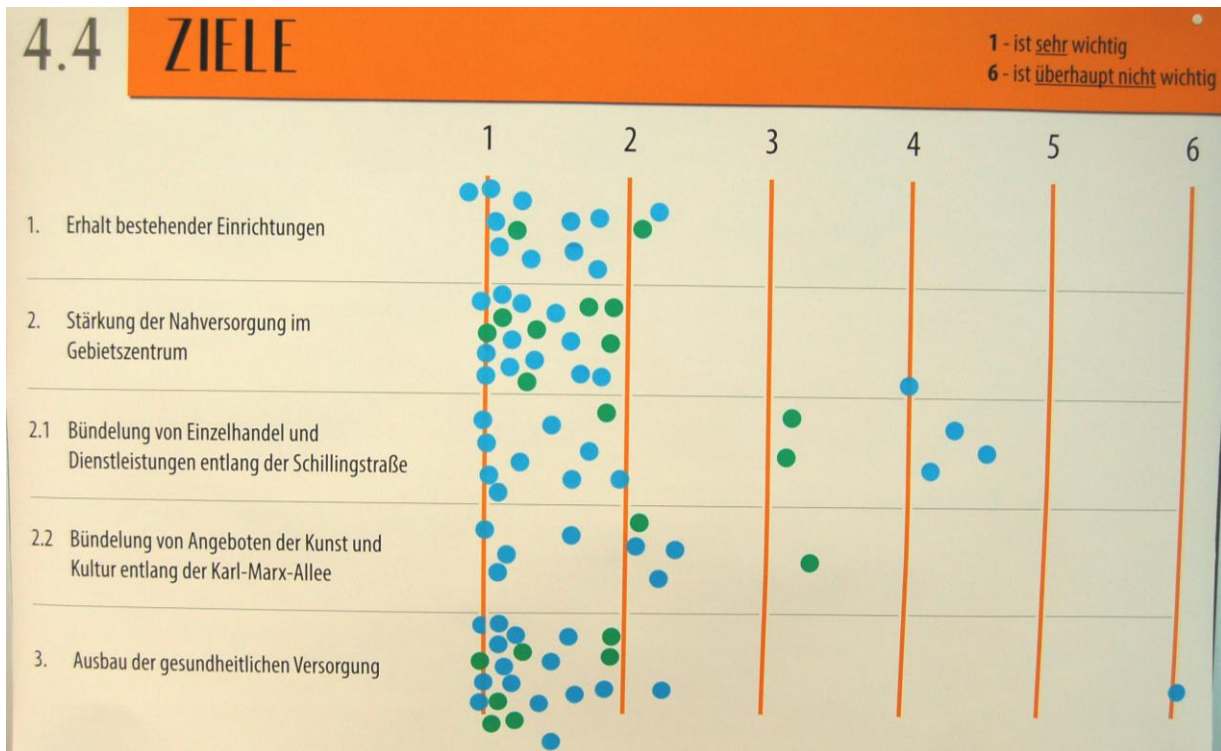 4.4 ZIELE
1 - ist sehr wichtig
6 - ist überhaupt nicht wichtig
1 2 3 4 5 6
1. Erhalt bestehender Einrichtungen
2. Stärkung der Nahversorgung im
Gebietszentrum
2.1 Bündelung von Einzelhandel und
Dienstleistungen entlang der Schillingstraße
2.2 Bündelung von Angeboten der Kunst und
Kultur entlang der Karl-Marx-Allee
3. Ausbau der gesundheitlichen Versorgung